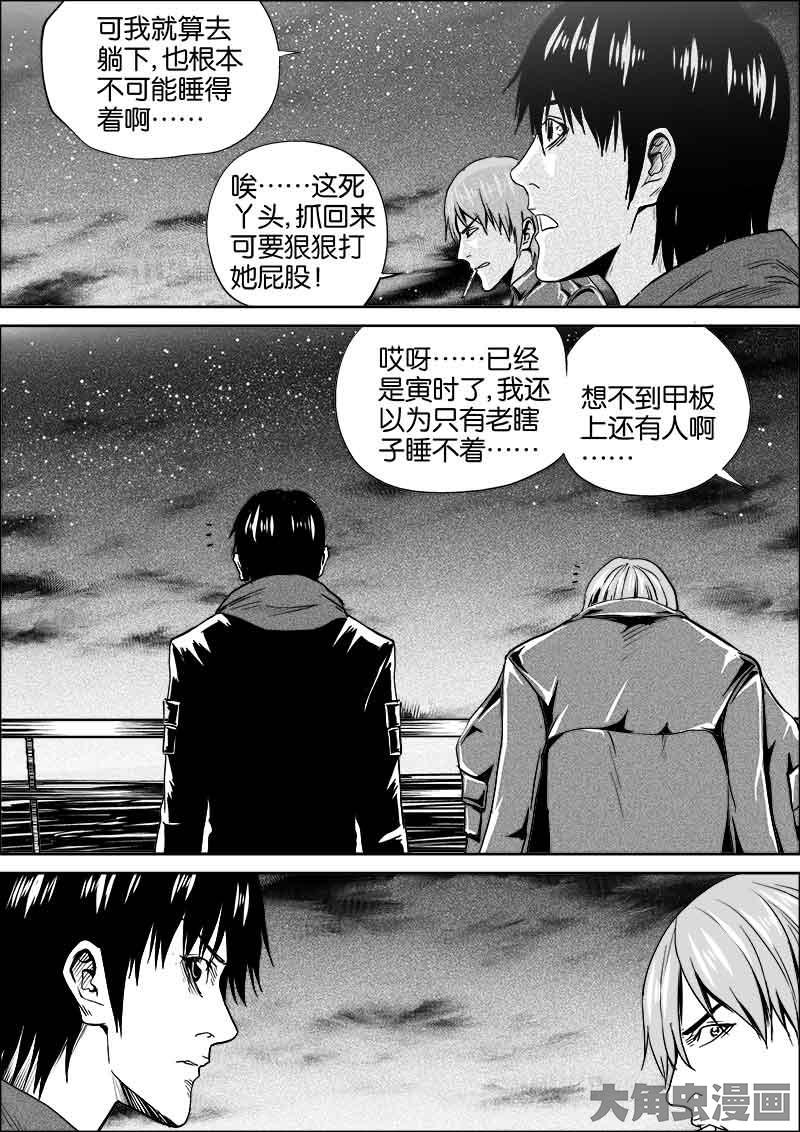 可我就算去
躺下，也根本
不可能睡得
着啊……
唉……这死
丫头，抓回来
可要狠狠打
她屁股！
哎呀……已经
是寅时了，我还
以为只有老瞎
子睡不着……
想不到甲板
上还有人啊
……
大角虫漫画